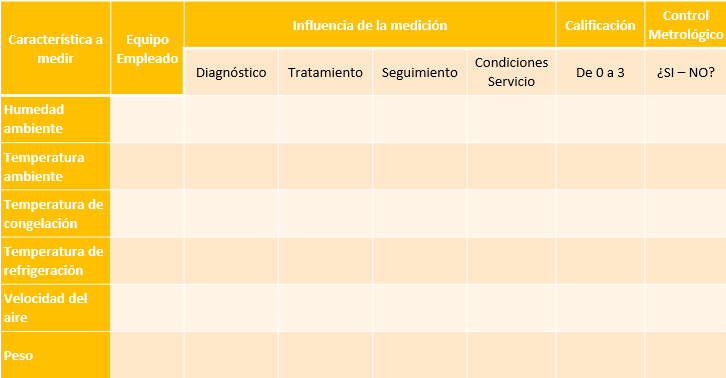 Característica a
medir
Equipo
Empleado
Influencia de la medición
Calificación
Control
Metrológico
Diagnóstico
Tratamiento
Seguimiento
Condiciones
Servicio
De 0 a 3
¿SI – NO?
Humedad
ambiente
Temperatura
ambiente
Temperatura de
congelación
Temperatura de
refrigeración
Velocidad del
aire
Peso